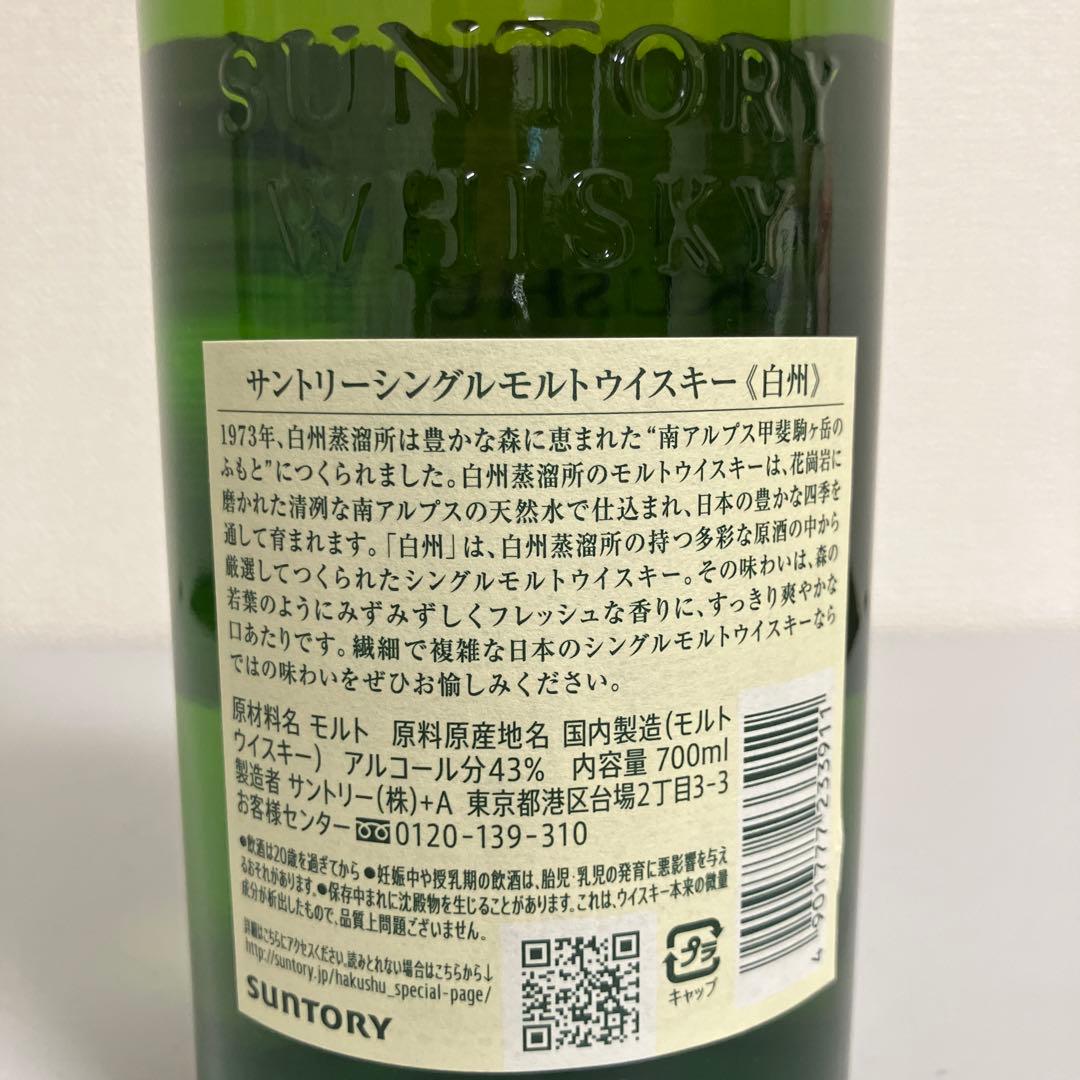 SUNTORY
WHISKY
サントリーシングルモルトウイスキー《白州》
1973年、白州蒸溜所は豊かな森に恵まれた“南アルプス甲斐駒ヶ岳の
ふもと”につくられました。白州蒸溜所のモルトウイスキーは、花崗岩に
磨かれた清冽な南アルプスの天然水で仕込まれ、日本の豊かな四季を
通して育まれます。「白州」は、白州蒸溜所の持つ多彩な原酒の中から
厳選してつくられたシングルモルトウイスキー。その味わいは、森の
若葉のようにみずみずしくフレッシュな香りに、すっきり爽やかな
口あたりです。繊細で複雑な日本のシングルモルトウイスキーなら
ではの味わいをぜひお愉しみください。
原材料名 モルト 原料原産地名 国内製造(モルト
ウイスキー) アルコール分43% 内容量 700ml
製造者 サントリー(株)+A 東京都港区台場2丁目3-3
お客様センター 0120-139-310
●飲酒は20歳を過ぎてから ●妊娠中や授乳期の飲酒は、胎児・乳児の発育に悪影響を与え
るおそれがあります。●保存中まれに沈殿物を生じることがあります。これは、ウイスキー本来の微量
成分が析出したもので、品質上問題ございません。
詳細はこちらにアクセスください。読みとれない場合はこちらから↓
http://suntory.jp/hakushu_special-page/
SUNTORY
プラ
キャップ
4901777233911